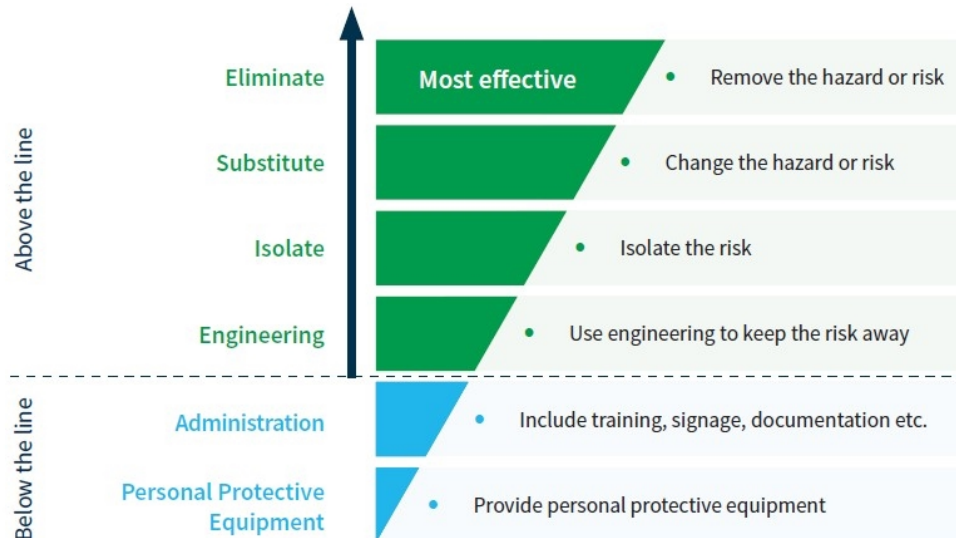 Above the line
Eliminate
Most effective
• Remove the hazard or risk
Substitute
• Change the hazard or risk
Isolate
• Isolate the risk
Engineering
• Use engineering to keep the risk away
Below the line
Administration
• Include training, signage, documentation etc.
Personal Protective
Equipment
• Provide personal protective equipment